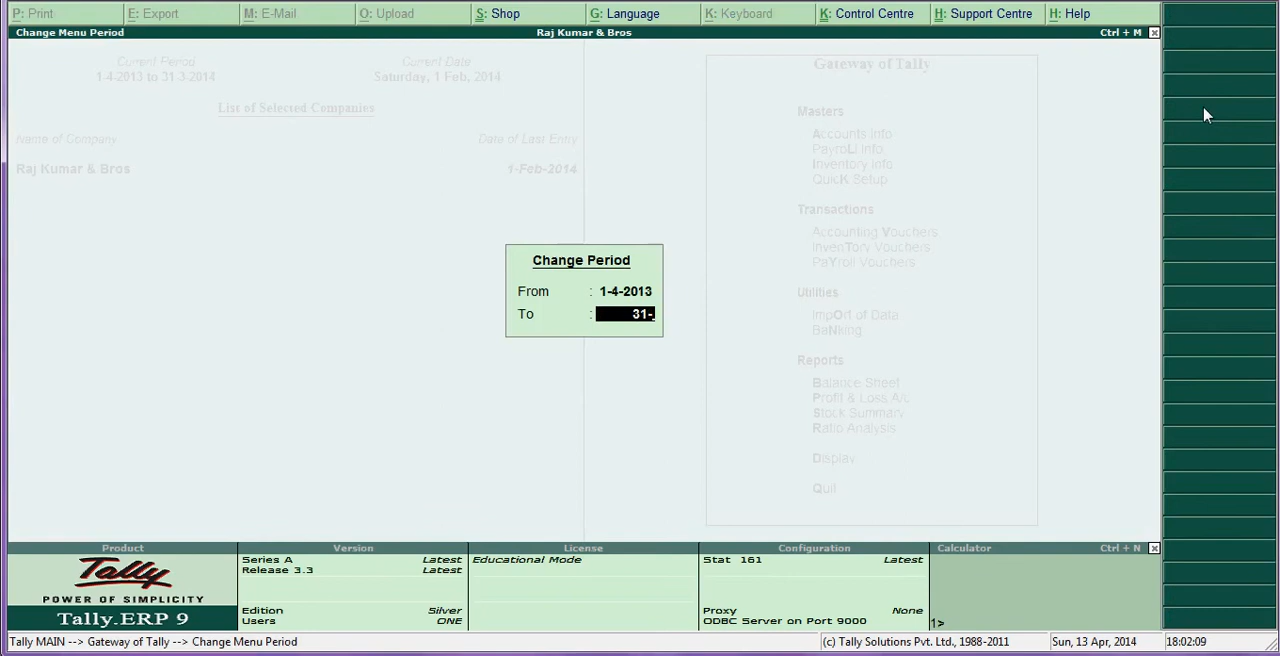 P: Print E: Export M: E-Mail O: Upload S: Shop G: Language K: Keyboard K: Control Centre H: Support Centre H: Help
Change Menu Period Raj Kumar & Bros Ctrl + M
Current Period Current Date
1-4-2013 to 31-3-2014 Saturday, 1 Feb, 2014
List of Selected Companies
Name of Company Date of Last Entry
Raj Kumar & Bros 1-Feb-2014
Gateway of Tally
Masters
Accounts Info
PayroLl Info
Inventory Info
QuicK Setup
Transactions
Accounting Vouchers
InvenTory Vouchers
PaYroll Vouchers
Utilities
ImpOrt of Data
BaNking
Reports
Balance Sheet
Profit & Loss A/c
Stock Summary
Ratio Analysis
Display
Quit
Change Period
From : 1-4-2013
To : 31-
Product Version License Configuration Calculator Ctrl + N
Tally
POWER OF SIMPLICITY
Tally.ERP 9
Series A Latest
Release 3.3 Latest
Edition Silver
Users ONE
Educational Mode
Stat 161 Latest
Proxy None
ODBC Server on Port 9000
1>
Tally MAIN --> Gateway of Tally --> Change Menu Period (c) Tally Solutions Pvt. Ltd., 1988-2011 Sun, 13 Apr, 2014 18:02:09